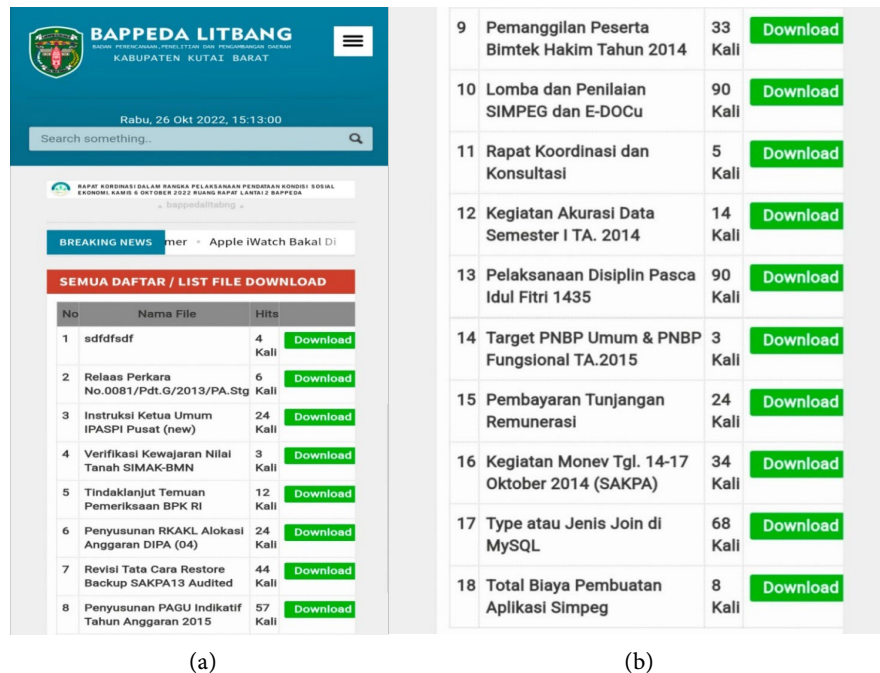 BAPPEDA LITBANG
BADAN PERENCANAAN, PENELITIAN DAN PENGAMBANGAN DAERAH
KABUPATEN KUTAI BARAT
Rabu, 26 Okt 2022, 15:13:00
Search something..
RAPAT KORDINASI DALAM RANGKA PELAKSANAAN PENDATAAN KONDISI SOSIAL
EKONOMI. KAMIS 6 OKTOBER 2022 RUANG RAPAT LANTAI 2 BAPPEDA
bappedalitabng
BREAKING NEWS mer Apple iWatch Bakal Di
SEMUA DAFTAR / LIST FILE DOWNLOAD
No Nama File Hits
1 sdfdfsdf 4 Download
Kali
2 Relaas Perkara 6 Download
No.0081/Pdt.G/2013/PA.Stg Kali
3 Instruksi Ketua Umum 24 Download
IPASPI Pusat (new) Kali
4 Verifikasi Kewajaran Nilai 3 Download
Tanah SIMAK-BMN Kali
5 Tindaklanjut Temuan 12 Download
Pemeriksaan BPK RI Kali
6 Penyusunan RKAKL Alokasi 24 Download
Anggaran DIPA (04) Kali
7 Revisi Tata Cara Restore 44 Download
Backup SAKPA13 Audited Kali
8 Penyusunan PAGU Indikatif 57 Download
Tahun Anggaran 2015 Kali
(a)
9 Pemanggilan Peserta 33 Download
Bimtek Hakim Tahun 2014 Kali
10 Lomba dan Penilaian 90 Download
SIMPEG dan E-DOCu Kali
11 Rapat Koordinasi dan 5 Download
Konsultasi Kali
12 Kegiatan Akurasi Data 14 Download
Semester I TA. 2014 Kali
13 Pelaksanaan Disiplin Pasca 90 Download
Idul Fitri 1435 Kali
14 Target PNBP Umum & PNBP 3 Download
Fungsional TA.2015 Kali
15 Pembayaran Tunjangan 24 Download
Remunerasi Kali
16 Kegiatan Monev Tgl. 14-17 34 Download
Oktober 2014 (SAKPA) Kali
17 Type atau Jenis Join di 68 Download
MySQL Kali
18 Total Biaya Pembuatan 8 Download
Aplikasi Simpeg Kali
(b)